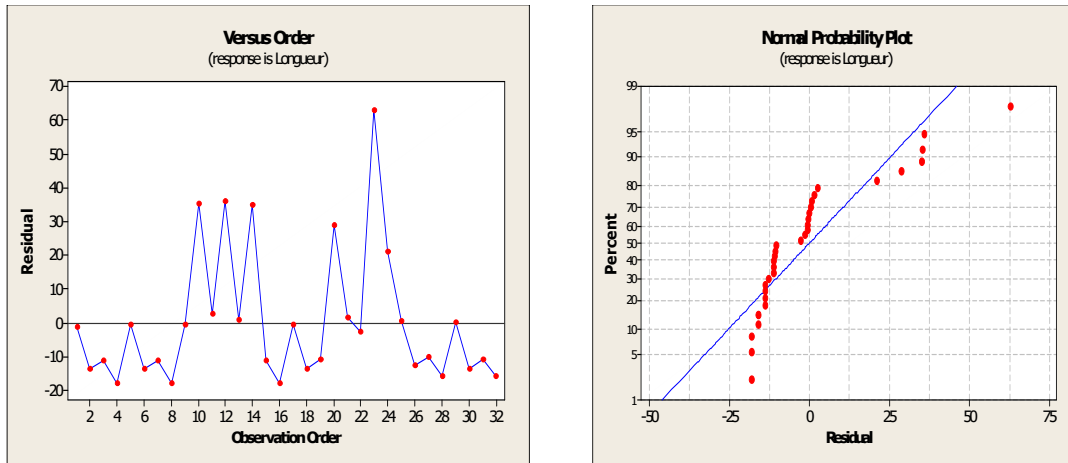 Versus Order
(response is Longueur)
Residual
70
60
50
40
30
20
10
0
-10
-20
2 4 6 8 10 12 14 16 18 20 22 24 26 28 30 32
Observation Order
Normal Probability Plot
(response is Longueur)
Percent
99
95
90
80
70
60
50
40
30
20
10
5
1
-50 -25 0 25 50 75
Residual